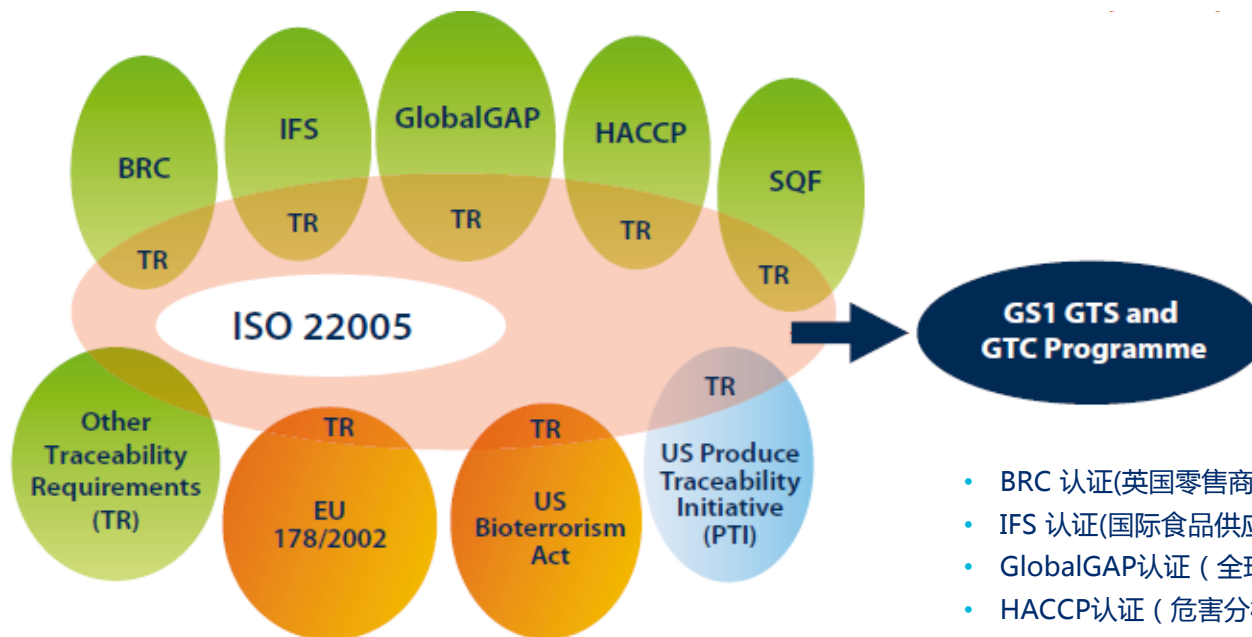 BRC
TR
IFS
TR
GlobalGAP
TR
HACCP
TR
SQF
TR
ISO 22005
GS1 GTS and
GTC Programme
Other
Traceability
Requirements
(TR)
TR
EU
178/2002
TR
US
Bioterrorism
Act
TR
US Produce
Traceability
Initiative
(PTI)
• BRC 认证(英国零售商
• IFS 认证(国际食品供应
• GlobalGAP认证（全球
• HACCP认证（危害分析